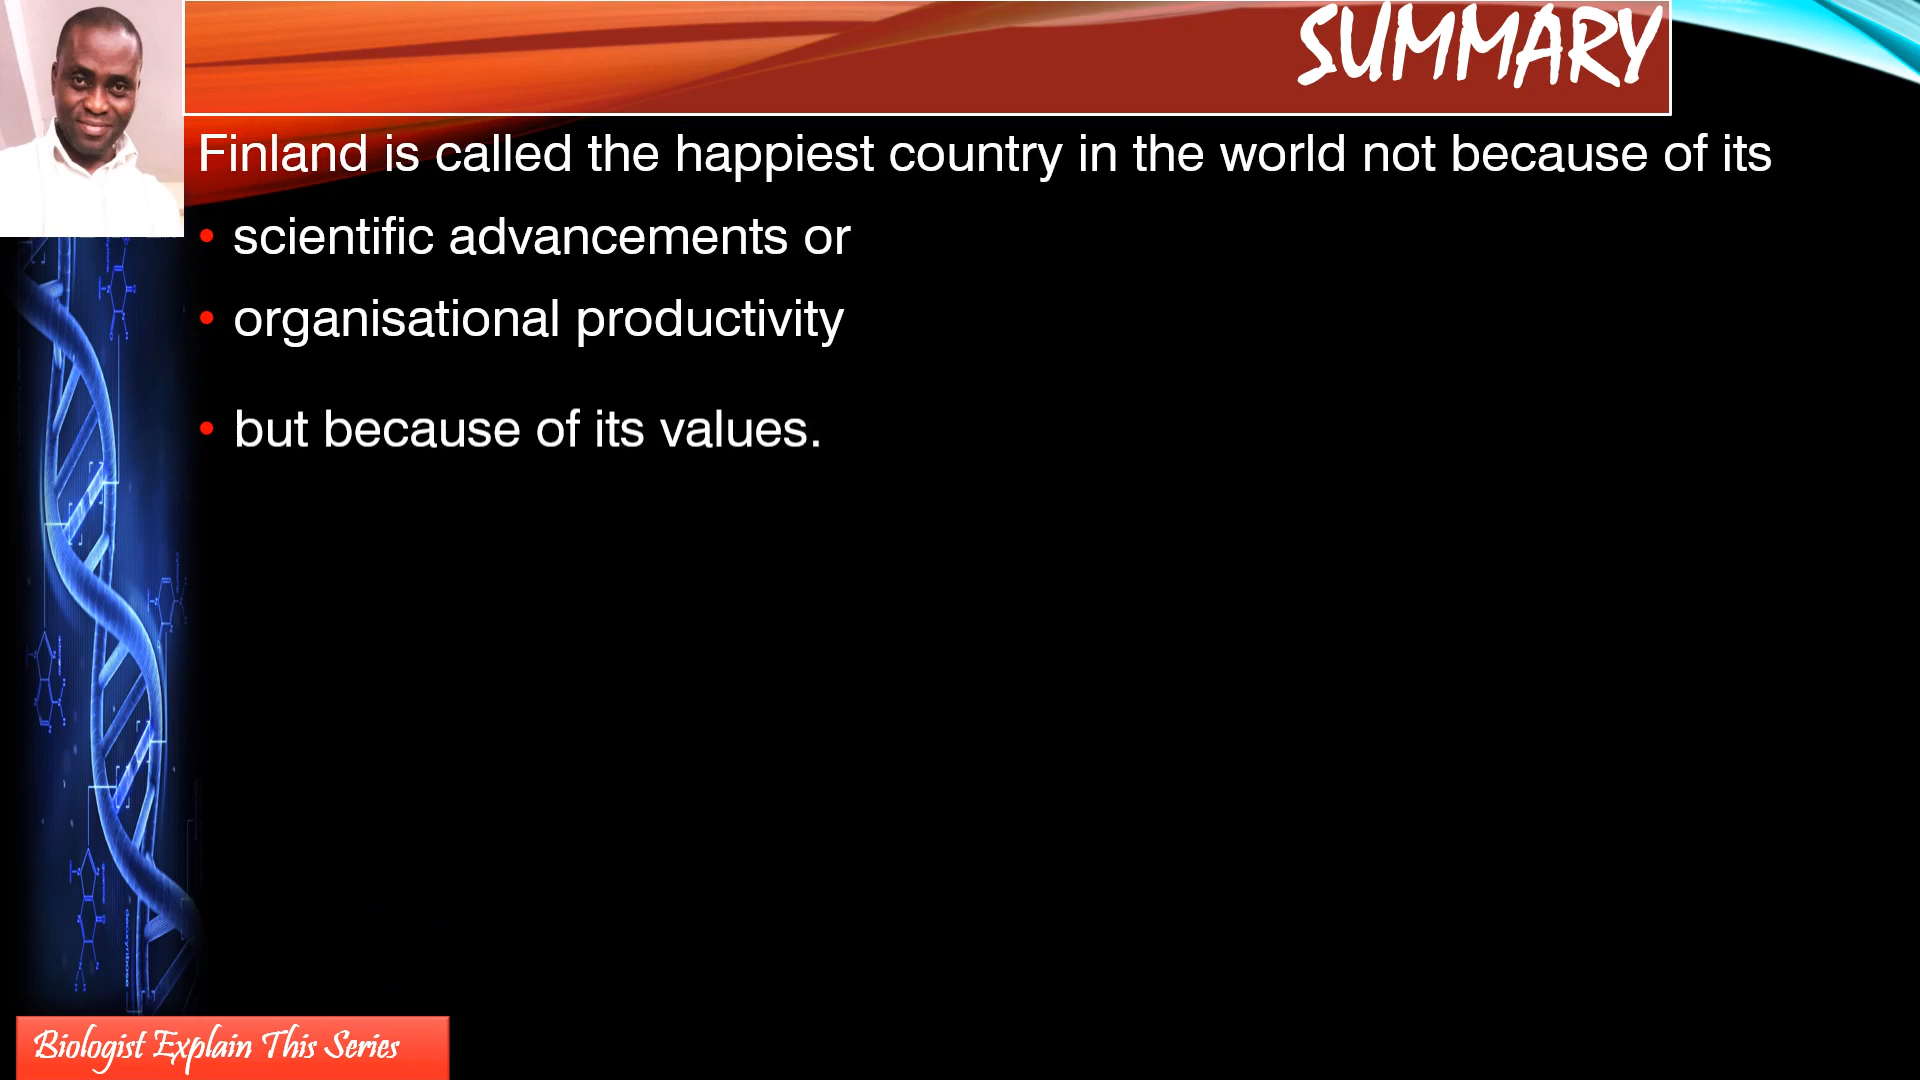 SUMMARY
Finland is called the happiest country in the world not because of its
• scientific advancements or
• organisational productivity
• but because of its values.
deoxyribose
Biologist Explain This Series